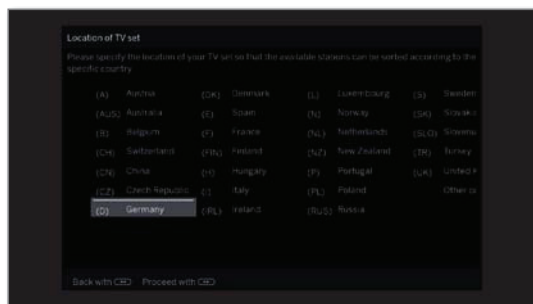 Location of TV set
Please specify the location of your TV set so that the available stations can be sorted according to the
specific country
(A) Austria (DK) Denmark (L) Luxembourg (S) Sweden
(AUS) Australia (E) Spain (N) Norway (SK)
(B) Belgium (F) France (NL) Netherlands (SLO)
(CH) Switzerland (FIN) Finland (NZ) New Zealand (TR) Turkey
(CN) China (H) Hungary (P) Portugal (UK) United
(CZ) Czech Republic (I) Italy (PL) Poland Other
(D) Germany (IRL) Ireland (RUS) Russia
Back with Proceed with